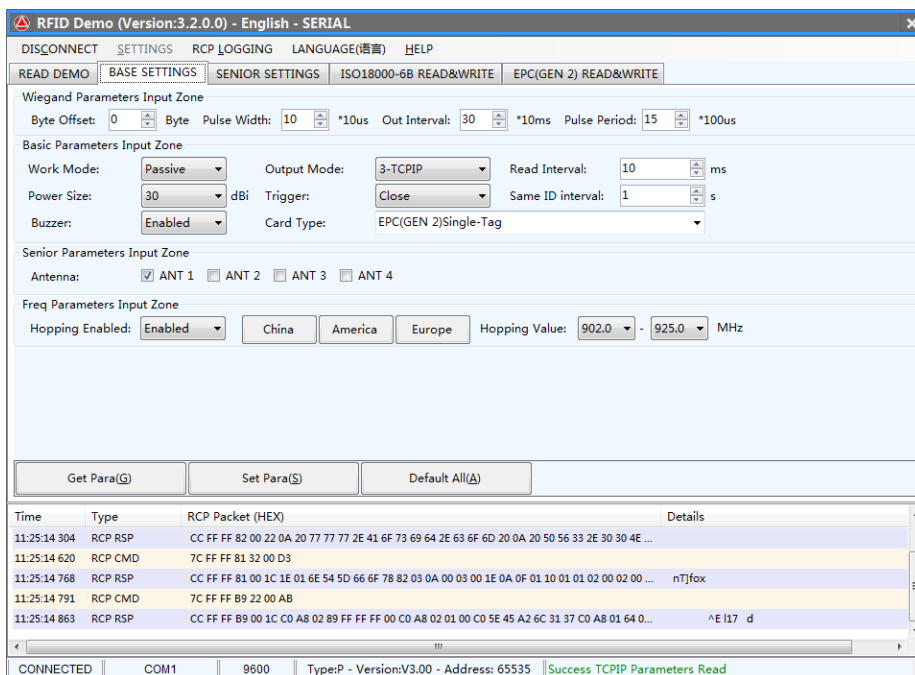 RFID Demo (Version:3.2.0.0) - English - SERIAL
DISCONNECT SETTINGS RCP LOGGING LANGUAGE(语言) HELP
READ DEMO BASE SETTINGS SENIOR SETTINGS ISO18000-6B READ&WRITE EPC(GEN 2) READ&WRITE
Wiegand Parameters Input Zone
Byte Offset: 0 Byte Pulse Width: 10 *10us Out Interval: 30 *10ms Pulse Period: 15 *100us
Basic Parameters Input Zone
Work Mode: Passive Output Mode: 3-TCPIP Read Interval: 10 ms
Power Size: 30 dBi Trigger: Close Same ID interval: 1 s
Buzzer: Enabled Card Type: EPC(GEN 2)Single-Tag
Senior Parameters Input Zone
Antenna: ANT 1 ANT 2 ANT 3 ANT 4
Freq Parameters Input Zone
Hopping Enabled: Enabled China America Europe Hopping Value: 902.0 - 925.0 MHz
Get Para(G) Set Para(S) Default All(A)
Time Type RCP Packet (HEX) Details
11:25:14 304 RCP RSP CC FF FF 82 00 22 0A 20 77 77 77 2E 41 6F 73 69 64 2E 63 6F 6D 20 0A 20 50 56 33 2E 30 30 4E ...
11:25:14 620 RCP CMD 7C FF FF 81 32 00 D3
11:25:14 768 RCP RSP CC FF FF 81 00 1C 1E 01 6E 54 5D 66 6F 78 82 03 0A 00 03 00 1E 0A 0F 01 10 01 01 02 00 02 00 ... nT]fox
11:25:14 791 RCP CMD 7C FF FF B9 22 00 AB
11:25:14 863 RCP RSP CC FF FF B9 00 1C C0 A8 02 89 FF FF FF 00 C0 A8 02 01 00 C0 5E 45 A2 6C 31 37 C0 A8 01 64 0... ^E l17 d
CONNECTED COM1 9600 Type:P - Version:V3.00 - Address: 65535 Success TCPIP Parameters Read